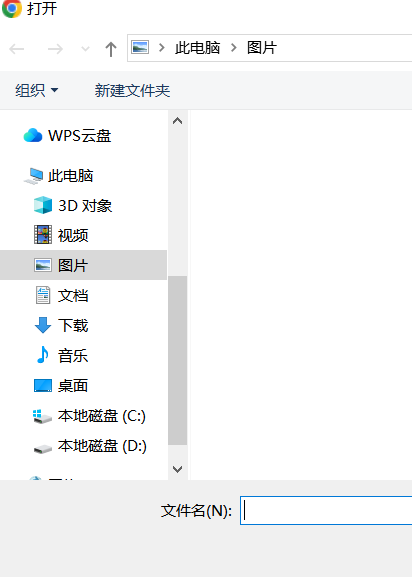 打开
此电脑 图片
组织 新建文件夹
WPS云盘
此电脑
3D 对象
视频
图片
文档
下载
音乐
桌面
本地磁盘 (C:)
本地磁盘 (D:)
文件名(N):